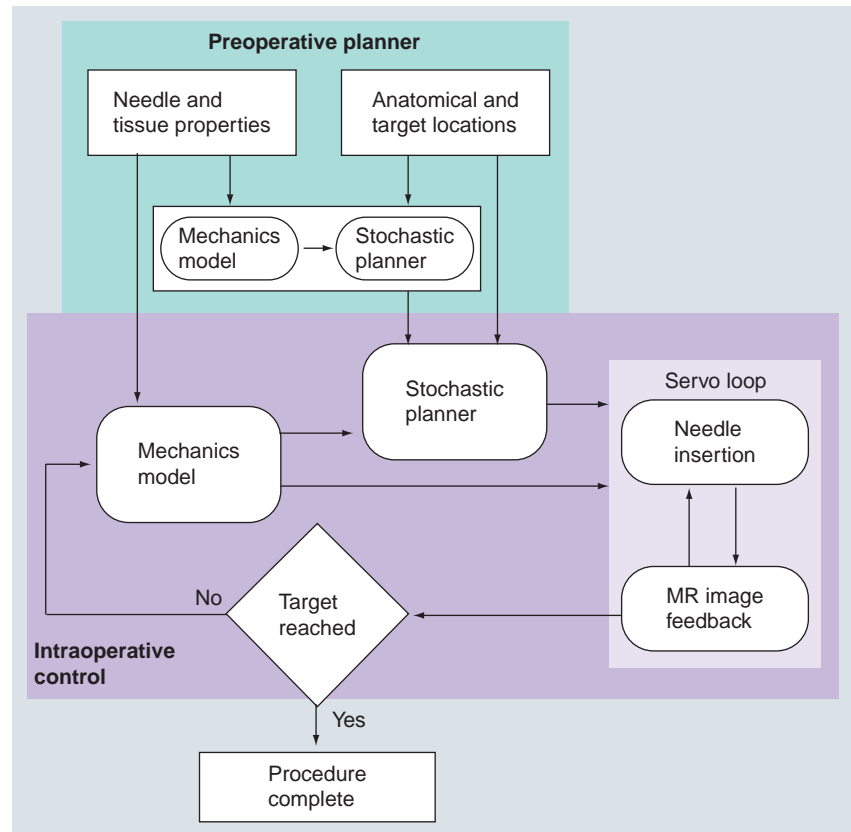 Preoperative planner
Needle and
tissue properties
Anatomical and
target locations
Mechanics
model
Stochastic
planner
Stochastic
planner
Servo loop
Mechanics
model
Needle
insertion
No
Target
reached
MR image
feedback
Intraoperative
control
Yes
Procedure
complete